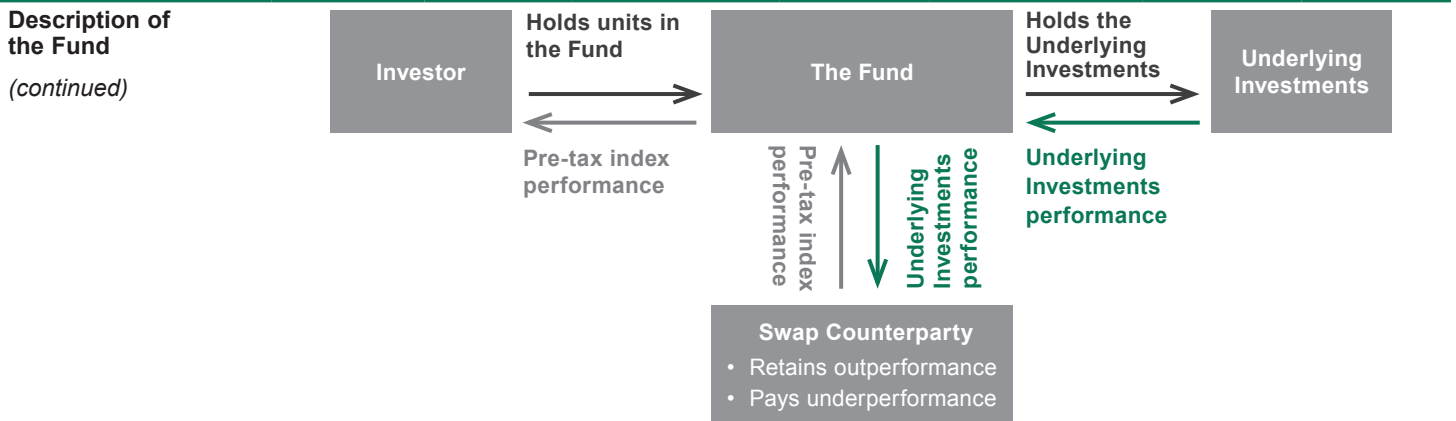 Description of
the Fund
(continued)
Investor
Holds units in
the Fund
Pre-tax index
performance
The Fund
Holds the
Underlying
Investments
Underlying
Investments
performance
Underlying
Investments
Pre-tax index
performance
Underlying
Investments
performance
Swap Counterparty
• Retains outperformance
• Pays underperformance